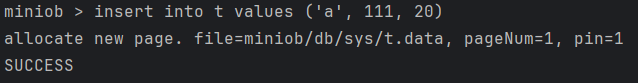 miniob > insert into t values ('a', 111, 20)
allocate new page. file=miniob/db/sys/t.data, pageNum=1, pin=1
SUCCESS